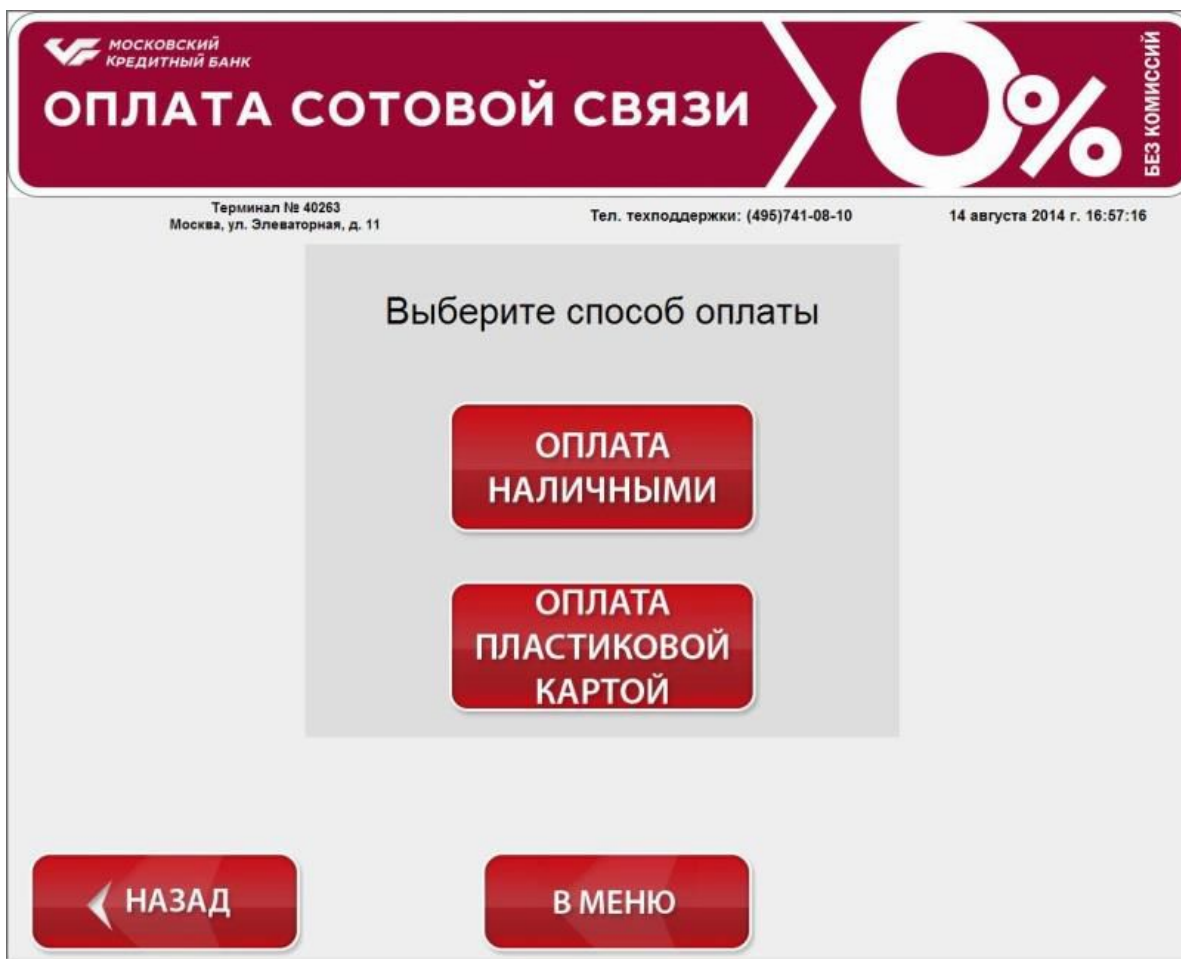 МОСКОВСКИЙ
КРЕДИТНЫЙ БАНК
ОПЛАТА СОТОВОЙ СВЯЗИ
0%
БЕЗ КОМИССИЙ
Терминал № 40263
Москва, ул. Элеваторная, д. 11
Тел. техподдержки: (495)741-08-10
14 августа 2014 г. 16:57:16
Выберите способ оплаты
ОПЛАТА
НАЛИЧНЫМИ
ОПЛАТА
ПЛАСТИКОВОЙ
КАРТОЙ
НАЗАД
В МЕНЮ